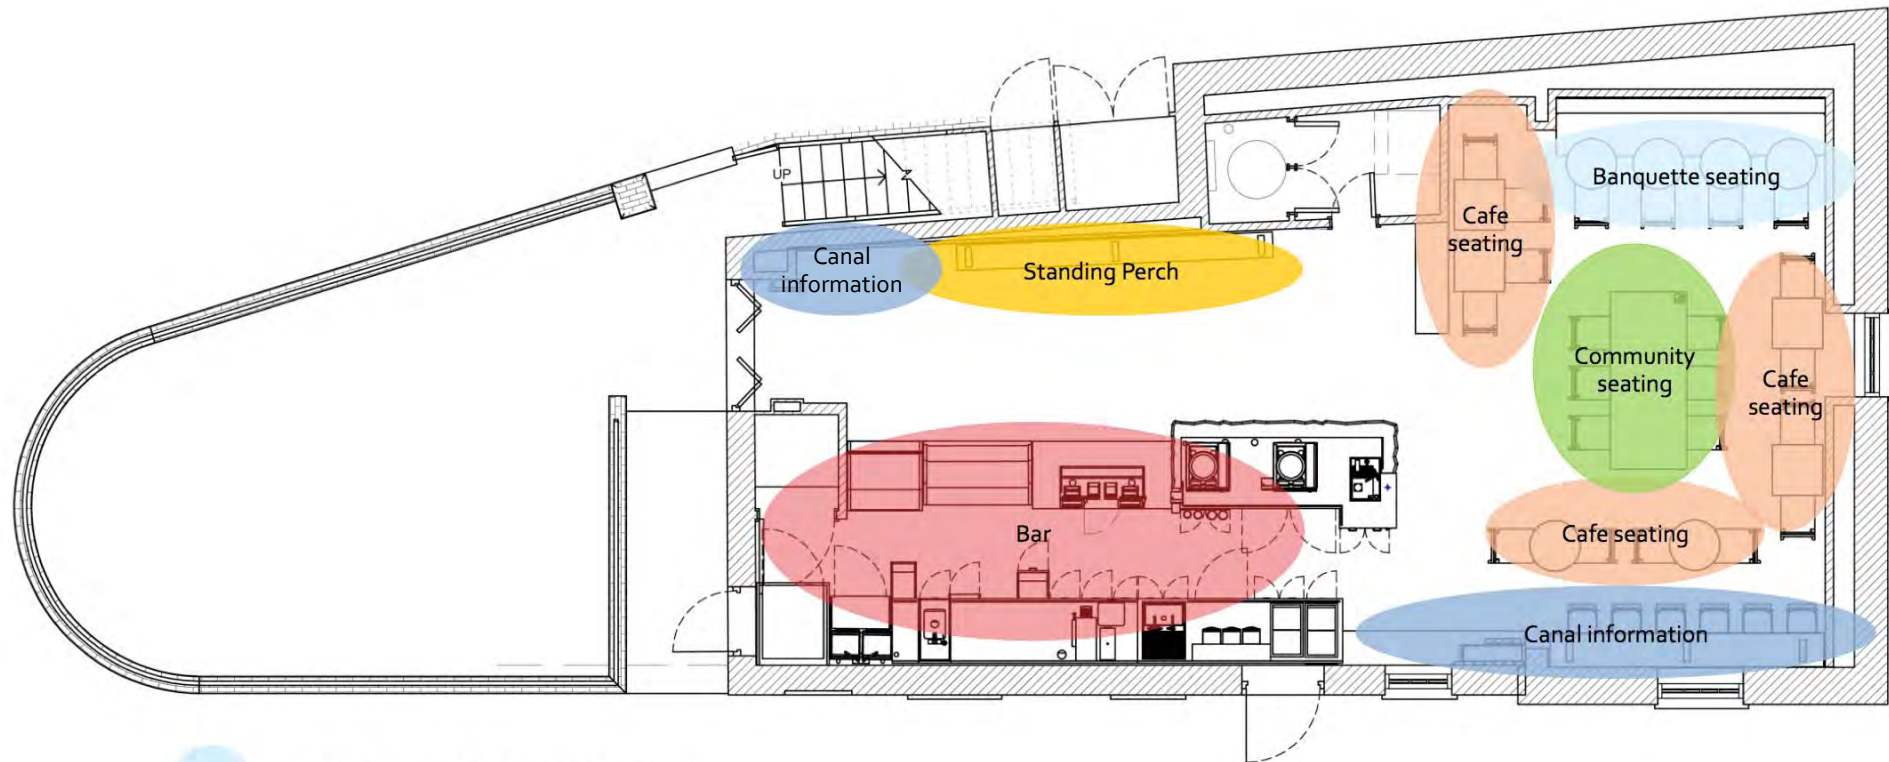 UP
Banquette seating
Cafe
seating
Canal
information
Standing Perch
Community
seating
Cafe
seating
Bar
Cafe seating
Canal information